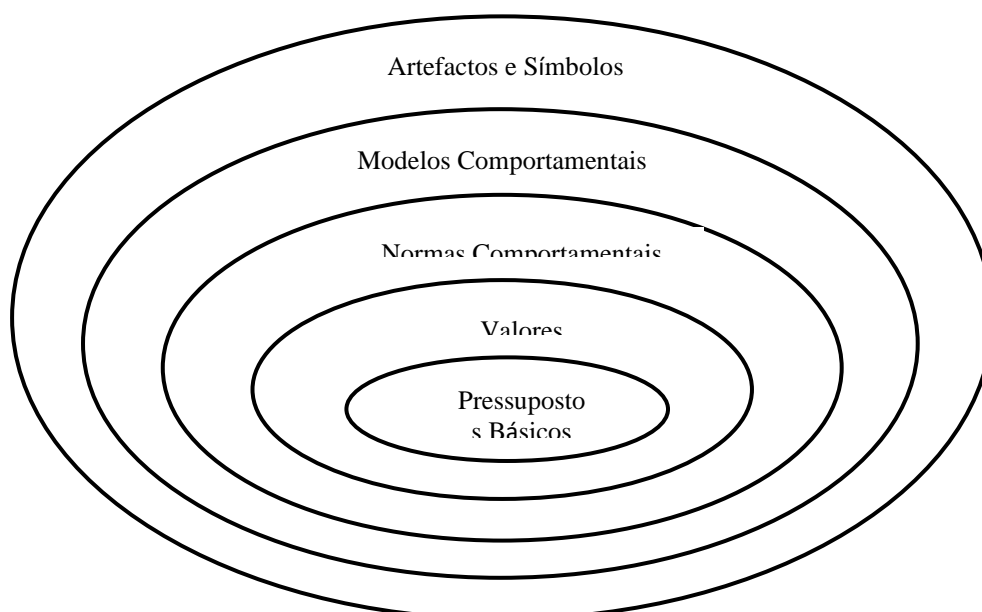 Artefactos e Símbolos
Modelos Comportamentais
Normas Comportamentais
Valores
Pressuposto
s Básicos